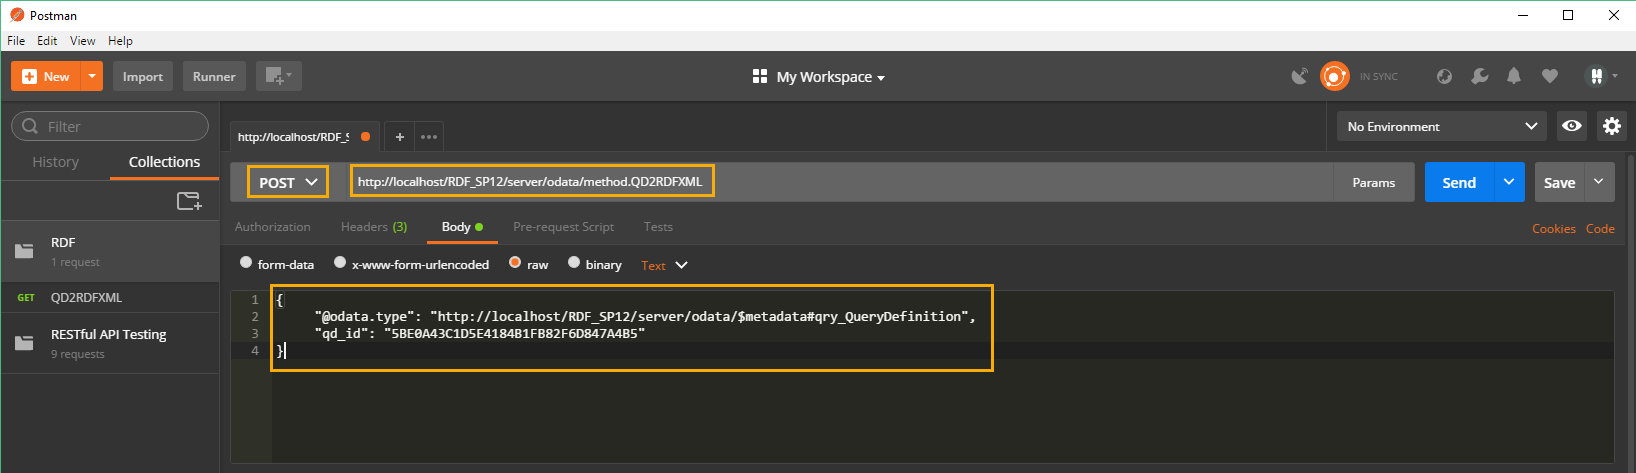 Postman
File Edit View Help
New Import Runner My Workspace IN SYNC
Filter
History Collections
RDF
1 request
GET QD2RDFXML
RESTful API Testing
9 requests
http://localhost/RDF_S + ••• No Environment
POST http://localhost/RDF_SP12/server/odata/method.QD2RDFXML Params Send Save
Authorization Headers (3) Body Pre-request Script Tests Cookies Code
form-data x-www-form-urlencoded raw binary Text
1 {
2 "@odata.type": "http://localhost/RDF_SP12/server/odata/$metadata#qry_QueryDefinition",
3 "qd_id": "5BE0A43C1D5E4184B1FB82F6D847A4B5"
4 }